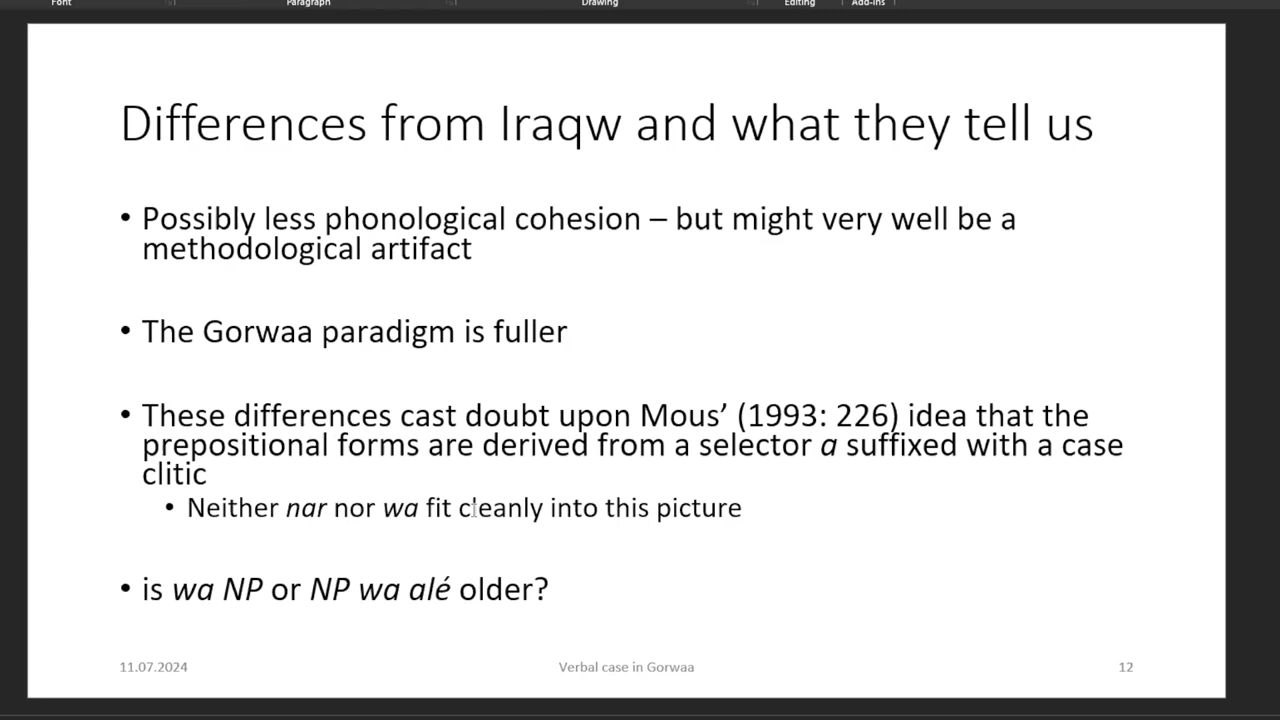 Font Paragraph Drawing Editing Add-ins
Differences from Iraqw and what they tell us
• Possibly less phonological cohesion – but might very well be a
methodological artifact
• The Gorwaa paradigm is fuller
• These differences cast doubt upon Mous’ (1993: 226) idea that the
prepositional forms are derived from a selector a suffixed with a case
clitic
• Neither nar nor wa fit cleanly into this picture
• is wa NP or NP wa alé older?
11.07.2024 Verbal case in Gorwaa 12